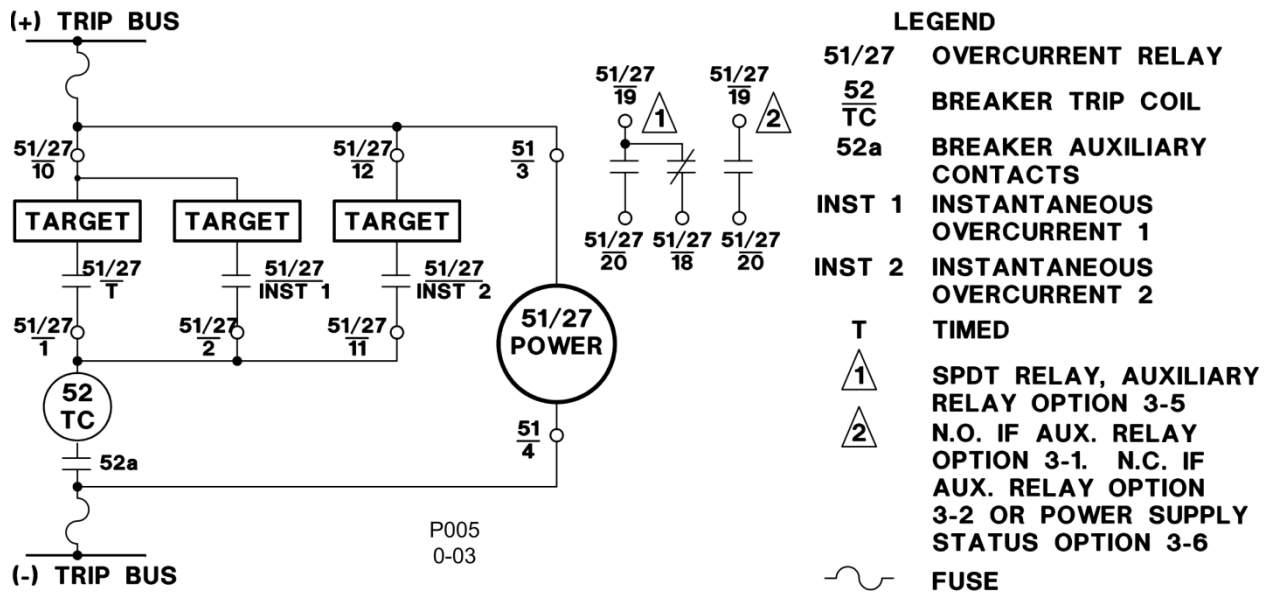 (+) TRIP BUS
51/27
10
51/27
12
51
3
TARGET
TARGET
TARGET
51/27
T
51/27
INST 1
51/27
INST 2
51/27
1
51/27
2
51/27
11
51/27
POWER
52
TC
52a
51
4
(-) TRIP BUS
P005
0-03
51/27
19
1
51/27
19
2
51/27
20
51/27
18
51/27
20
LEGEND
51/27 OVERCURRENT RELAY
52
TC
BREAKER TRIP COIL
52a BREAKER AUXILIARY
CONTACTS
INST 1 INSTANTANEOUS
OVERCURRENT 1
INST 2 INSTANTANEOUS
OVERCURRENT 2
T TIMED
1 SPDT RELAY, AUXILIARY
RELAY OPTION 3-5
2 N.O. IF AUX. RELAY
OPTION 3-1. N.C. IF
AUX. RELAY OPTION
3-2 OR POWER SUPPLY
STATUS OPTION 3-6
FUSE